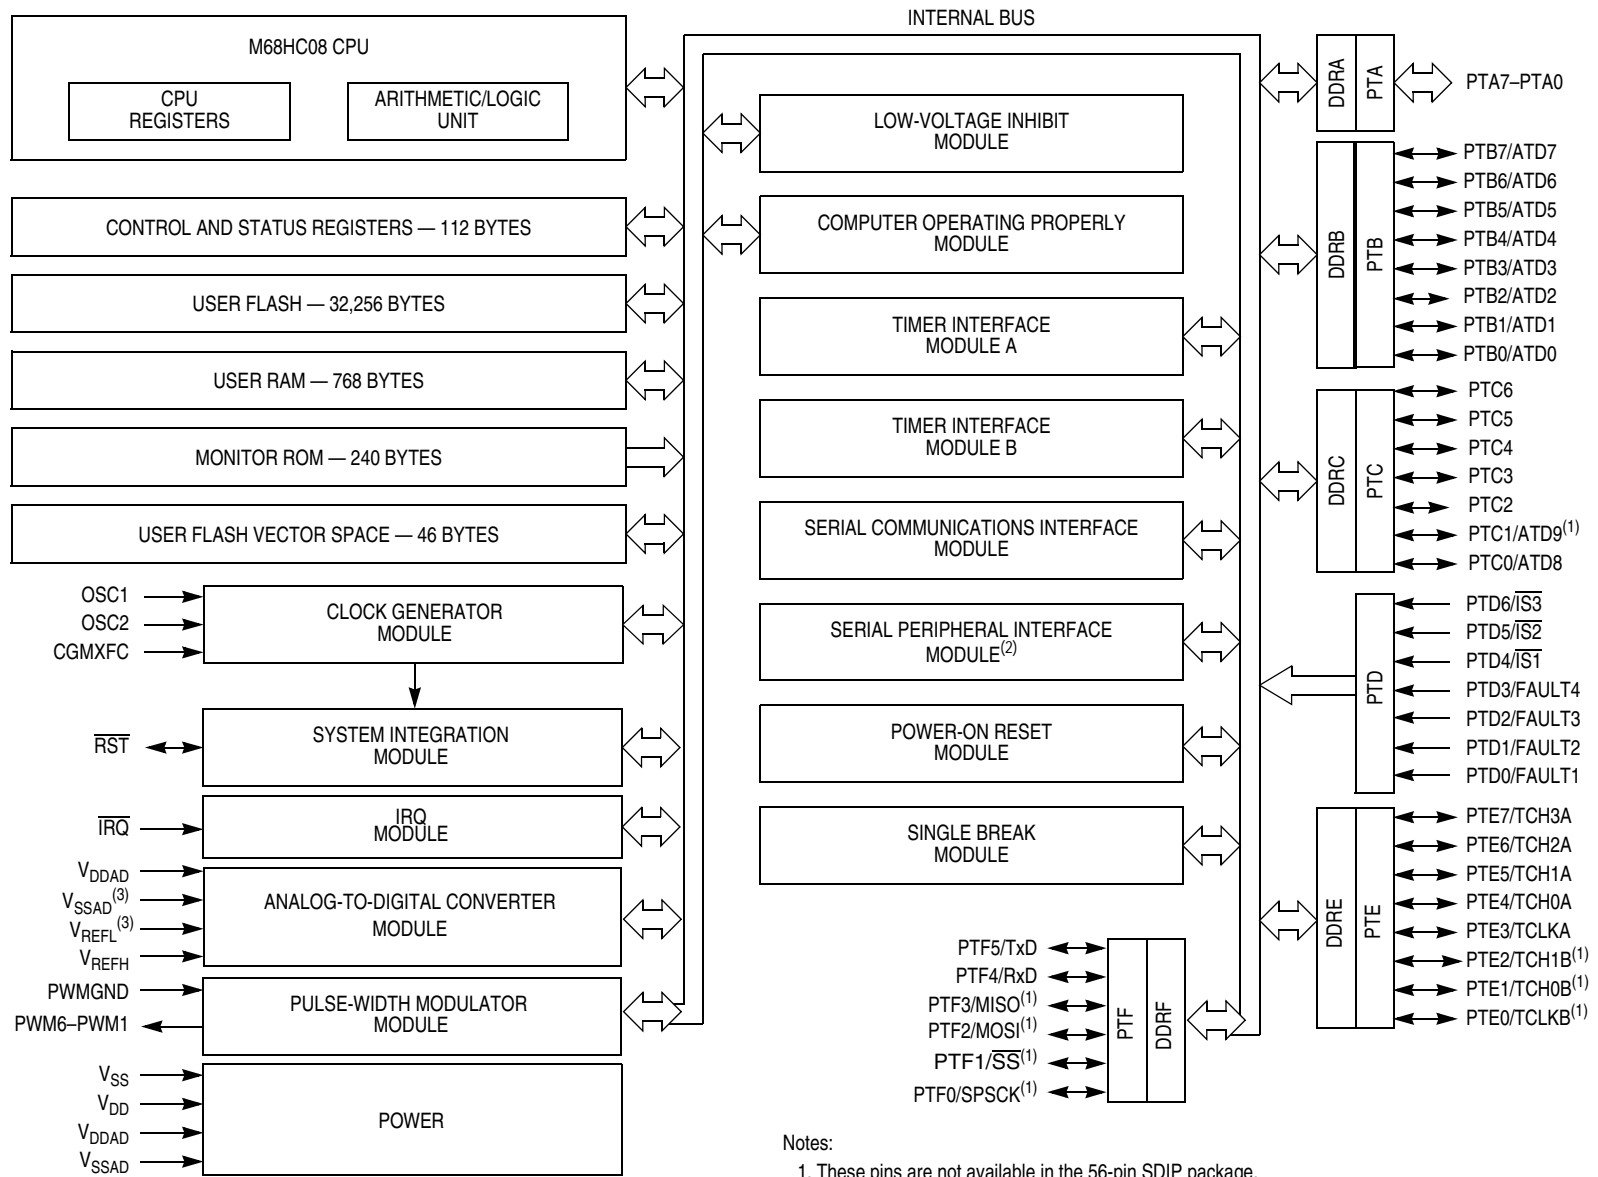 INTERNAL BUS
M68HC08 CPU
CPU
REGISTERS
ARITHMETIC/LOGIC
UNIT
CONTROL AND STATUS REGISTERS — 112 BYTES
USER FLASH — 32,256 BYTES
USER RAM — 768 BYTES
MONITOR ROM — 240 BYTES
USER FLASH VECTOR SPACE — 46 BYTES
OSC1
OSC2
CGMXFC
CLOCK GENERATOR
MODULE
RST
SYSTEM INTEGRATION
MODULE
IRQ
IRQ
MODULE
VDDAD
VSSAD(3)
VREFL(3)
VREFH
ANALOG-TO-DIGITAL CONVERTER
MODULE
PWMGND
PWM6–PWM1
PULSE-WIDTH MODULATOR
MODULE
VSS
VDD
VDDAD
VSSAD
POWER
LOW-VOLTAGE INHIBIT
MODULE
COMPUTER OPERATING PROPERLY
MODULE
TIMER INTERFACE
MODULE A
TIMER INTERFACE
MODULE B
SERIAL COMMUNICATIONS INTERFACE
MODULE
SERIAL PERIPHERAL INTERFACE
MODULE(2)
POWER-ON RESET
MODULE
SINGLE BREAK
MODULE
PTF5/TxD
PTF4/RxD
PTF3/MISO(1)
PTF2/MOSI(1)
PTF1/SS(1)
PTF0/SPSCK(1)
PTF
DDRF
DDRA
PTA
PTA7–PTA0
DDRB
PTB
PTB7/ATD7
PTB6/ATD6
PTB5/ATD5
PTB4/ATD4
PTB3/ATD3
PTB2/ATD2
PTB1/ATD1
PTB0/ATD0
DDRC
PTC
PTC6
PTC5
PTC4
PTC3
PTC2
PTC1/ATD9(1)
PTC0/ATD8
PTD
PTD6/IS3
PTD5/IS2
PTD4/IS1
PTD3/FAULT4
PTD2/FAULT3
PTD1/FAULT2
PTD0/FAULT1
DDRE
PTE
PTE7/TCH3A
PTE6/TCH2A
PTE5/TCH1A
PTE4/TCH0A
PTE3/TCLKA
PTE2/TCH1B(1)
PTE1/TCH0B(1)
PTE0/TCLKB(1)
Notes:
1. These pins are not available in the 56-pin SDIP package.